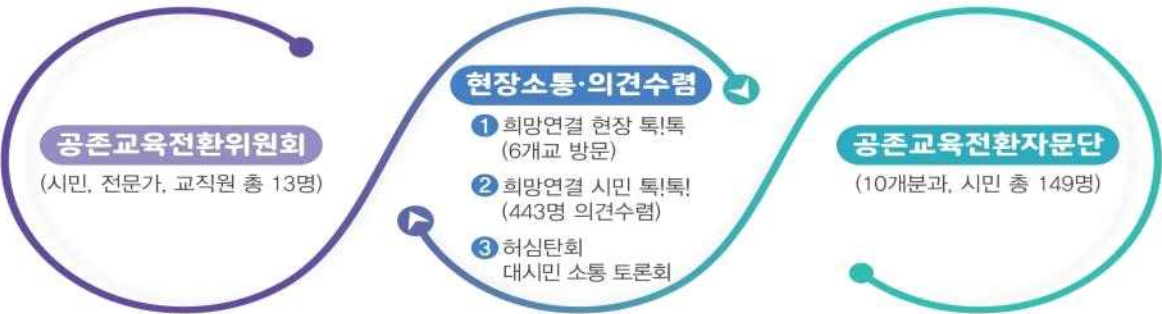 공존교육전환위원회
(시민, 전문가, 교직원 총 13명)
현장소통·의견수렴
1 희망연결 현장 톡!톡
(6개교 방문)
2 희망연결 시민 톡!톡!
(443명 의견수렴)
3 허심탄회
대시민 소통 토론회
공존교육전환자문단
(10개분과, 시민 총 149명)